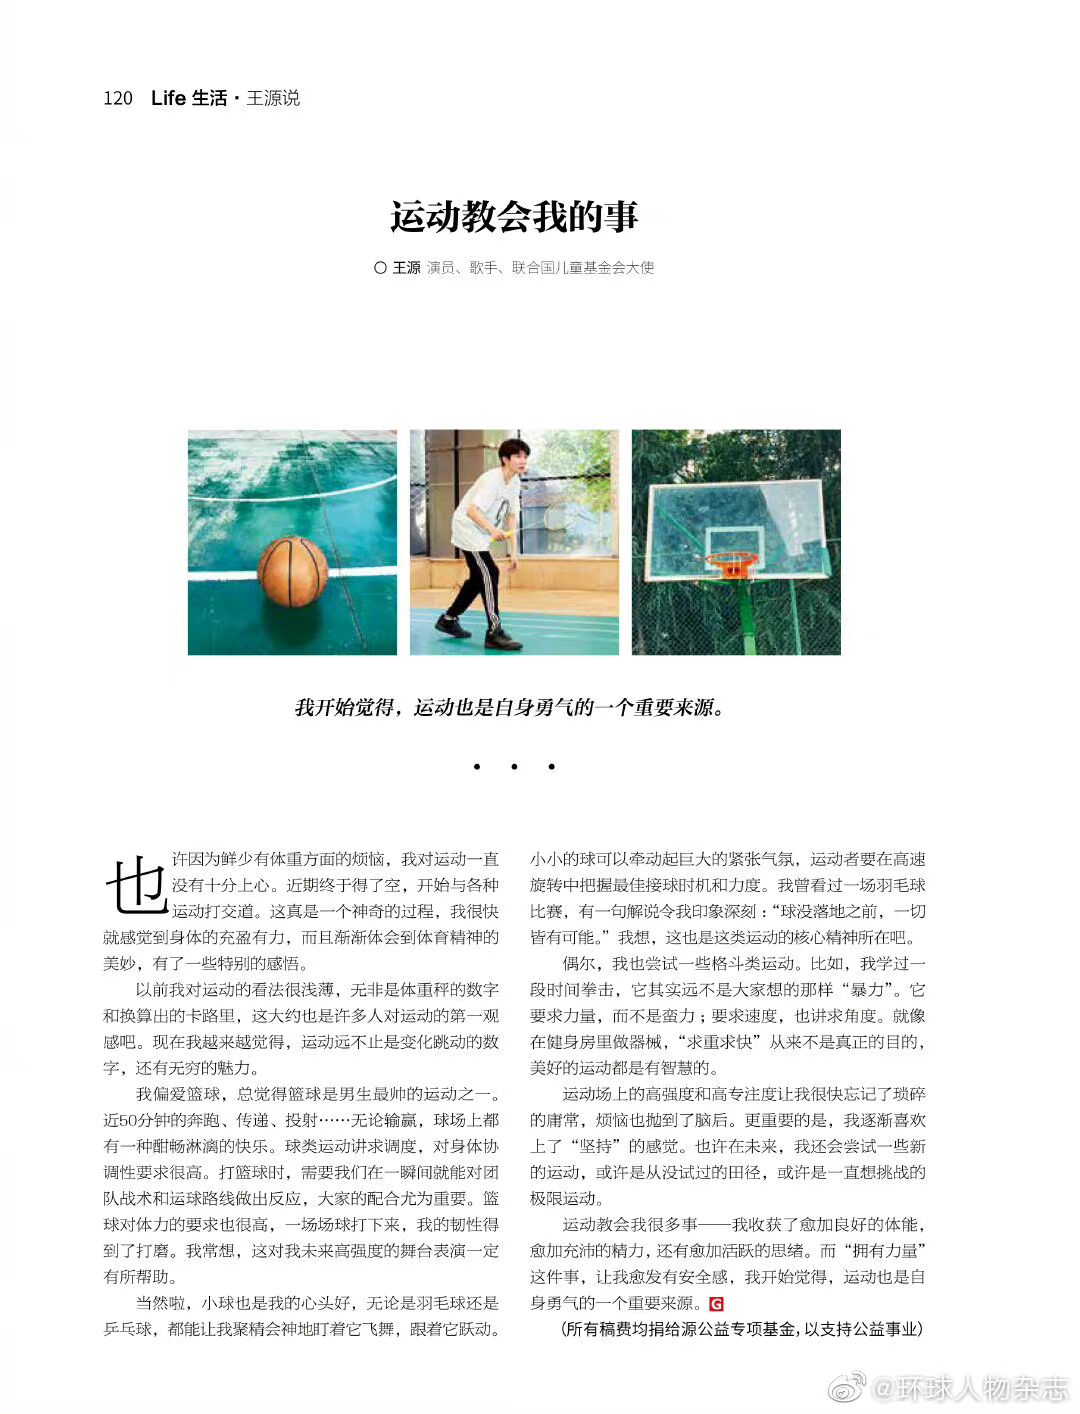 120 Life 生活·王源说
运动教会我的事
○ 王源 演员、歌手、联合国儿童基金会大使
我开始觉得，运动也是自身勇气的一个重要来源。
• • •
也许因为鲜少有体重方面的烦恼，我对运动一直
没有十分上心。近期终于得了空，开始与各种
运动打交道。这真是一个神奇的过程，我很快
就感觉到身体的充盈有力，而且渐渐体会到体育精神的
美妙，有了一些特别的感悟。
以前我对运动的看法很浅薄，无非是体重秤的数字
和换算出的卡路里，这大约也是许多人对运动的第一观
感吧。现在我越来越觉得，运动远不止是变化跳动的数
字，还有无穷的魅力。
我偏爱篮球，总觉得篮球是男生最帅的运动之一。
近50分钟的奔跑、传递、投射……无论输赢，球场上都
有一种酣畅淋漓的快乐。球类运动讲求调度，对身体协
调性要求很高。打篮球时，需要我们在一瞬间就能对团
队战术和运球路线做出反应，大家的配合尤为重要。篮
球对体力的要求也很高，一场场球打下来，我的韧性得
到了打磨。我常想，这对我未来高强度的舞台表演一定
有所帮助。
当然啦，小球也是我的心头好，无论是羽毛球还是
乒乓球，都能让我聚精会神地盯着它飞舞，跟着它跃动。
小小的球可以牵动起巨大的紧张气氛，运动者要在高速
旋转中把握最佳接球时机和力度。我曾看过一场羽毛球
比赛，有一句解说令我印象深刻：“球没落地之前，一切
皆有可能。”我想，这也是这类运动的核心精神所在吧。
偶尔，我也尝试一些格斗类运动。比如，我学过一
段时间拳击，它其实远不是大家想的那样“暴力”。它
要求力量，而不是蛮力；要求速度，也讲求角度。就像
在健身房里做器械，“求重求快”从来不是真正的目的，
美好的运动都是有智慧的。
运动场上的高强度和高专注度让我很快忘记了琐碎
的庸常，烦恼也抛到了脑后。更重要的是，我逐渐喜欢
上了“坚持”的感觉。也许在未来，我还会尝试一些新
的运动，或许是从没试过的田径，或许是一直想挑战的
极限运动。
运动教会我很多事——我收获了愈加良好的体能，
愈加充沛的精力，还有愈加活跃的思绪。而“拥有力量”
这件事，让我愈发有安全感，我开始觉得，运动也是自
身勇气的一个重要来源。G
（所有稿费均捐给源公益专项基金，以支持公益事业）
@环球人物杂志